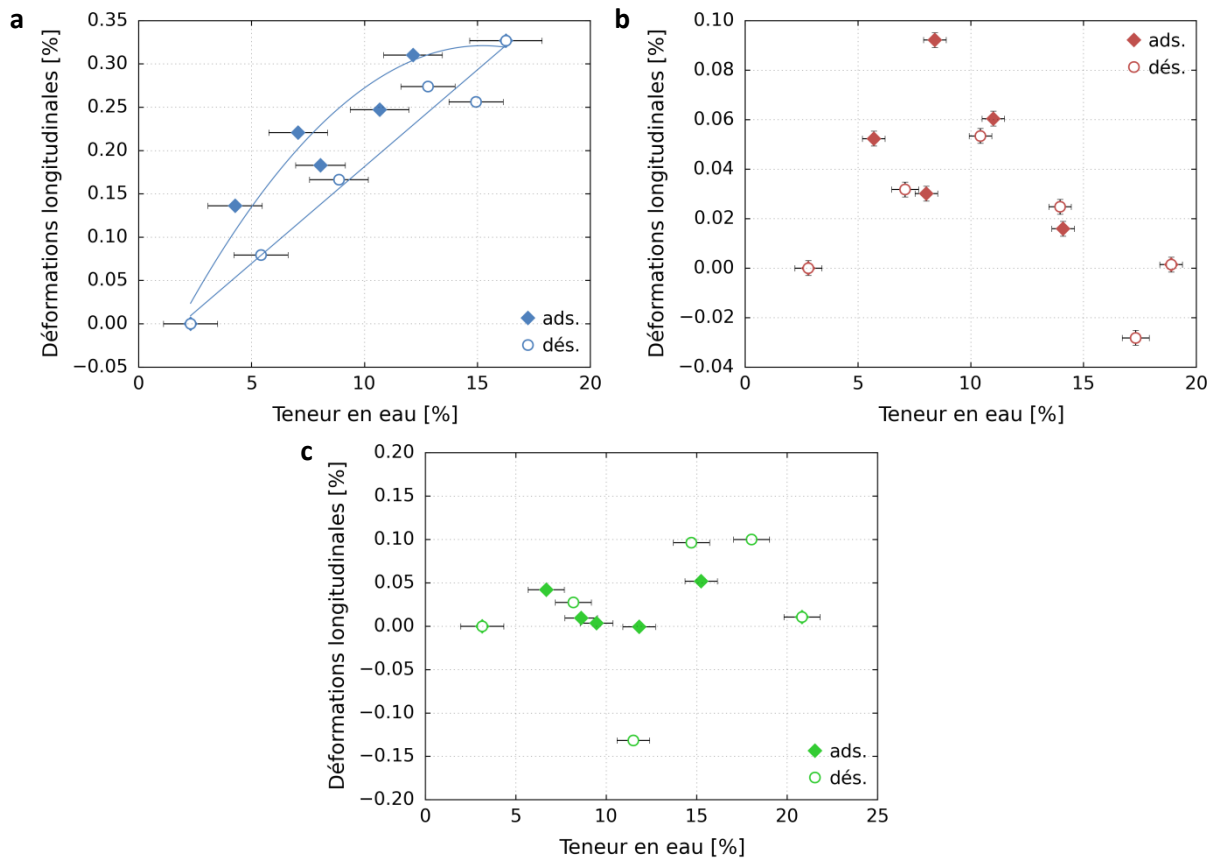 a
0.35
0.30
0.25
0.20
0.15
0.10
0.05
0.00
−0.05
0 5 10 15 20
Déformations longitudinales [%]
Teneur en eau [%]
ads.
dés.
b
0.10
0.08
0.06
0.04
0.02
0.00
−0.02
−0.04
0 5 10 15 20
Déformations longitudinales [%]
Teneur en eau [%]
ads.
dés.
c
0.20
0.15
0.10
0.05
0.00
−0.05
−0.10
−0.15
−0.20
0 5 10 15 20 25
Déformations longitudinales [%]
Teneur en eau [%]
ads.
dés.